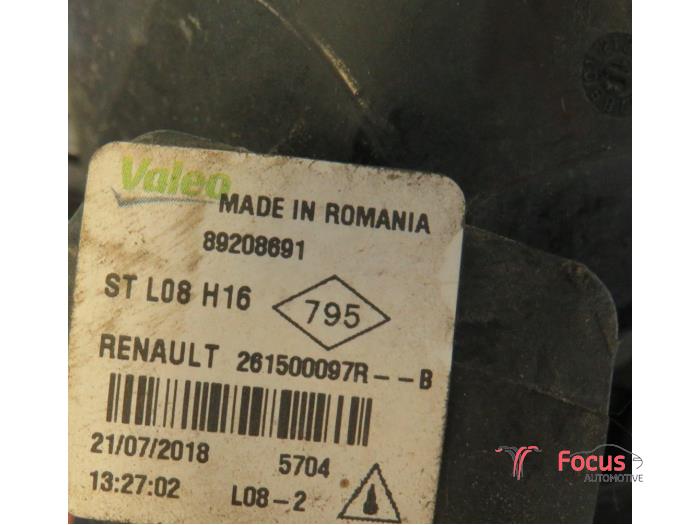 Valeo
MADE IN ROMANIA
89208691
ST L08 H16
795
RENAULT 261500097R--B
21/07/2018 5704
13:27:02 L08-2
Focus
AUTOMOTIVE